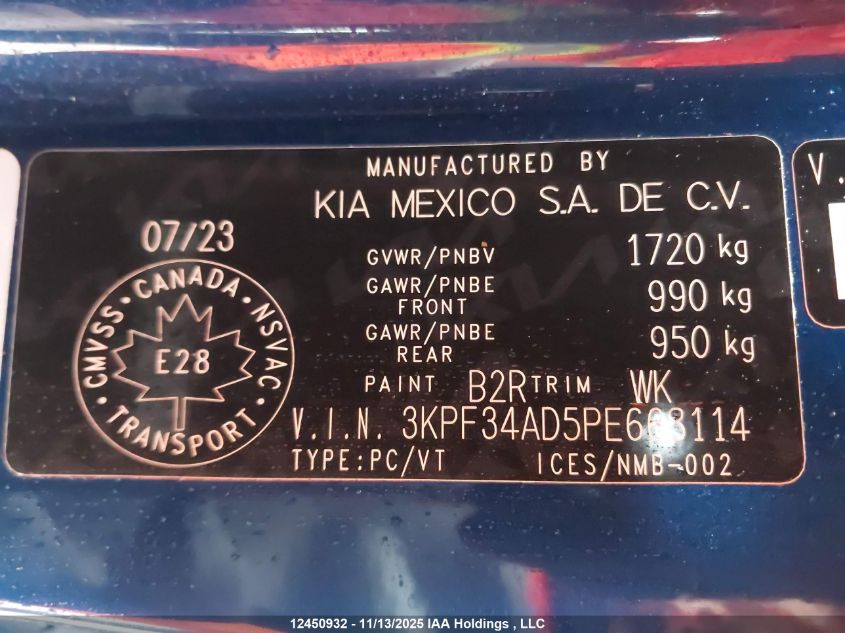 MANUFACTURED BY
KIA MEXICO S.A. DE C.V.
07/23
GVWR/PNBV 1720 kg
GAWR/PNBE FRONT 990 kg
GAWR/PNBE REAR 950 kg
CMVSS • CANADA • NSVAC • TRANSPORT •
E28
PAINT B2R TRIM WK
V.I.N. 3KPF34AD5PE668114
TYPE:PC/VT ICES/NMB-002
V.
12450932 - 11/13/2025 IAA Holdings , LLC